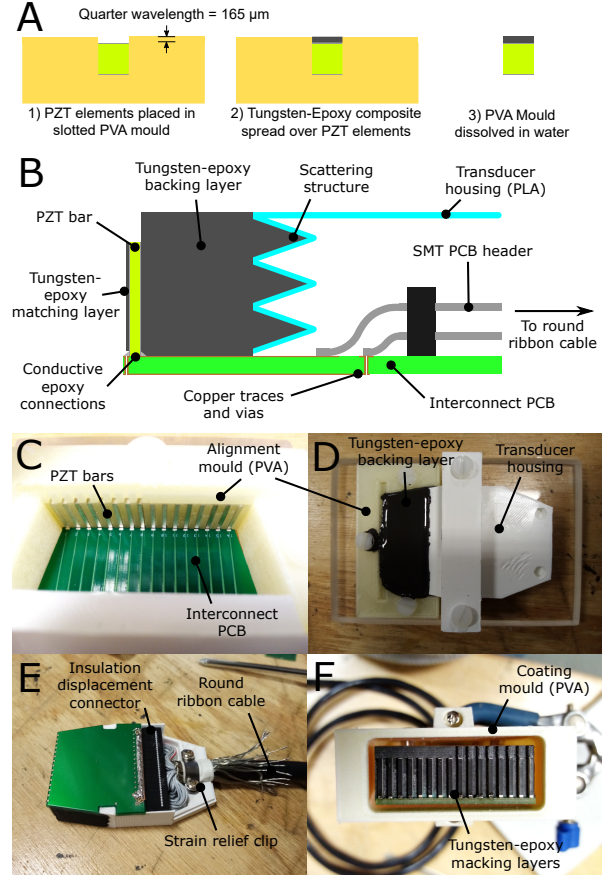 A
Quarter wavelength = 165 µm
1) PZT elements placed in
slotted PVA mould
2) Tungsten-Epoxy composite
spread over PZT elements
3) PVA Mould
dissolved in water
B
Tungsten-epoxy
backing layer
Scattering
structure
Transducer
housing (PLA)
PZT bar
SMT PCB header
Tungsten-
epoxy
matching layer
To round
ribbon cable
Conductive
epoxy
connections
Copper traces
and vias
Interconnect PCB
C
Alignment
mould (PVA)
PZT bars
Interconnect
PCB
Tungsten-epoxy
backing layer
D
Transducer
housing
E
Insulation
displacement
connector
Round
ribbon cable
Strain relief clip
F
Coating
mould (PVA)
Tungsten-epoxy
macking layers